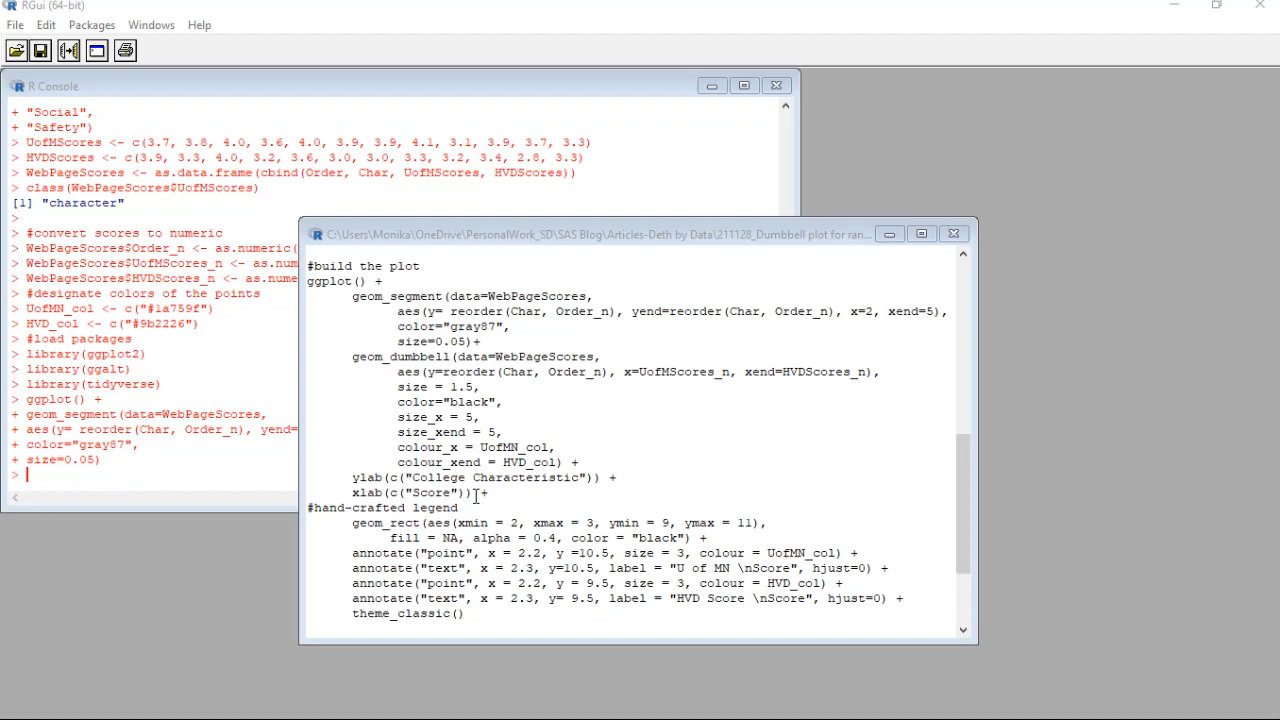 RGui (64-bit)
File Edit Packages Windows Help
R Console
+ "Social",
+ "Safety")
> UofMScores <- c(3.7, 3.8, 4.0, 3.6, 4.0, 3.9, 3.9, 4.1, 3.1, 3.9, 3.7, 3.3)
> HVDScores <- c(3.9, 3.3, 4.0, 3.2, 3.6, 3.0, 3.0, 3.3, 3.2, 3.4, 2.8, 3.3)
> WebPageScores <- as.data.frame(cbind(Order, Char, UofMScores, HVDScores))
> class(WebPageScores$UofMScores)
[1] "character"
>
> #convert scores to numeric
> WebPageScores$Order_n <- as.numeric(
> WebPageScores$UofMScores_n <- as.num
> WebPageScores$HVDScores_n <- as.nume
> #designate colors of the points
> UofMN_col <- c("#1a759f")
> HVD_col <- c("#9b2226")
> #load packages
> library(ggplot2)
> library(ggalt)
> library(tidyverse)
> ggplot() +
+ geom_segment(data=WebPageScores,
+ aes(y= reorder(Char, Order_n), yend=
+ color="gray87",
+ size=0.05)
>
C:\Users\Monika\OneDrive\PersonalWork_SD\SAS Blog\Articles-Deth by Data\211128_Dumbbell plot for ran...
#build the plot
ggplot() +
geom_segment(data=WebPageScores,
aes(y= reorder(Char, Order_n), yend=reorder(Char, Order_n), x=2, xend=5),
color="gray87",
size=0.05)+
geom_dumbbell(data=WebPageScores,
aes(y=reorder(Char, Order_n), x=UofMScores_n, xend=HVDScores_n),
size = 1.5,
color="black",
size_x = 5,
size_xend = 5,
colour_x = UofMN_col,
colour_xend = HVD_col) +
ylab(c("College Characteristic")) +
xlab(c("Score")) +
#hand-crafted legend
geom_rect(aes(xmin = 2, xmax = 3, ymin = 9, ymax = 11),
fill = NA, alpha = 0.4, color = "black") +
annotate("point", x = 2.2, y =10.5, size = 3, colour = UofMN_col) +
annotate("text", x = 2.3, y=10.5, label = "U of MN \nScore", hjust=0) +
annotate("point", x = 2.2, y = 9.5, size = 3, colour = HVD_col) +
annotate("text", x = 2.3, y= 9.5, label = "HVD Score \nScore", hjust=0) +
theme_classic()